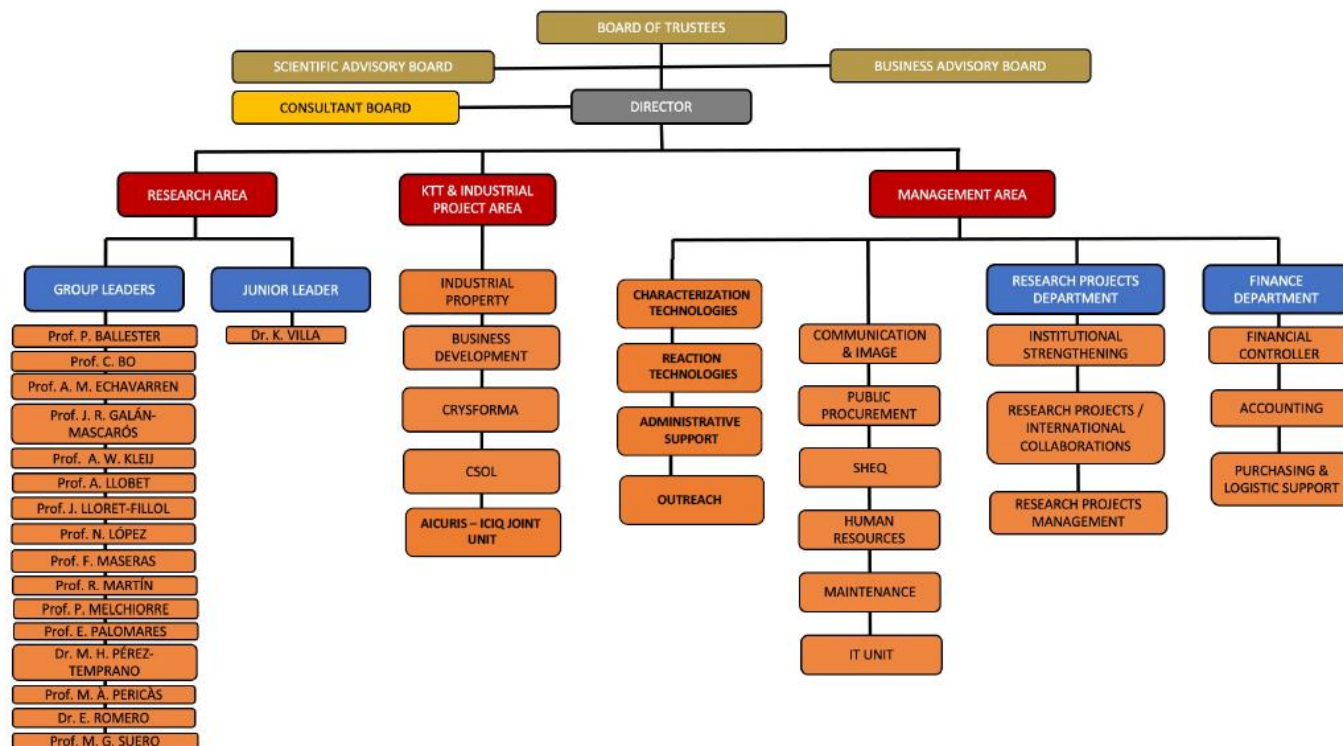 BOARD OF TRUSTEES
SCIENTIFIC ADVISORY BOARD
BUSINESS ADVISORY BOARD
CONSULTANT BOARD
DIRECTOR
RESEARCH AREA
KTT & INDUSTRIAL
PROJECT AREA
MANAGEMENT AREA
GROUP LEADERS
Prof. P. BALLESTER
Prof. C. BO
Prof. A. M. ECHAVARREN
Prof. J. R. GALÁN-
MASCARÓS
Prof. A. W. KLEIJ
Prof. A. LLOBET
Prof. J. LLORET-FILLOL
Prof. N. LÓPEZ
Prof. F. MASERAS
Prof. R. MARTÍN
Prof. P. MELCHIORRE
Prof. E. PALOMARES
Dr. M. H. PÉREZ-
TEMPRANO
Prof. M. À. PERICÀS
Dr. E. ROMERO
Prof. M. G. SUERO
JUNIOR LEADER
Dr. K. VILLA
INDUSTRIAL
PROPERTY
BUSINESS
DEVELOPMENT
CRYSFORMA
CSOL
AICURIS – ICIQ JOINT
UNIT
CHARACTERIZATION
TECHNOLOGIES
REACTION
TECHNOLOGIES
ADMINISTRATIVE
SUPPORT
OUTREACH
COMMUNICATION
& IMAGE
PUBLIC
PROCUREMENT
SHEQ
HUMAN
RESOURCES
MAINTENANCE
IT UNIT
RESEARCH PROJECTS
DEPARTMENT
INSTITUTIONAL
STRENGTHENING
RESEARCH PROJECTS /
INTERNATIONAL
COLLABORATIONS
RESEARCH PROJECTS
MANAGEMENT
FINANCE
DEPARTMENT
FINANCIAL
CONTROLLER
ACCOUNTING
PURCHASING &
LOGISTIC SUPPORT